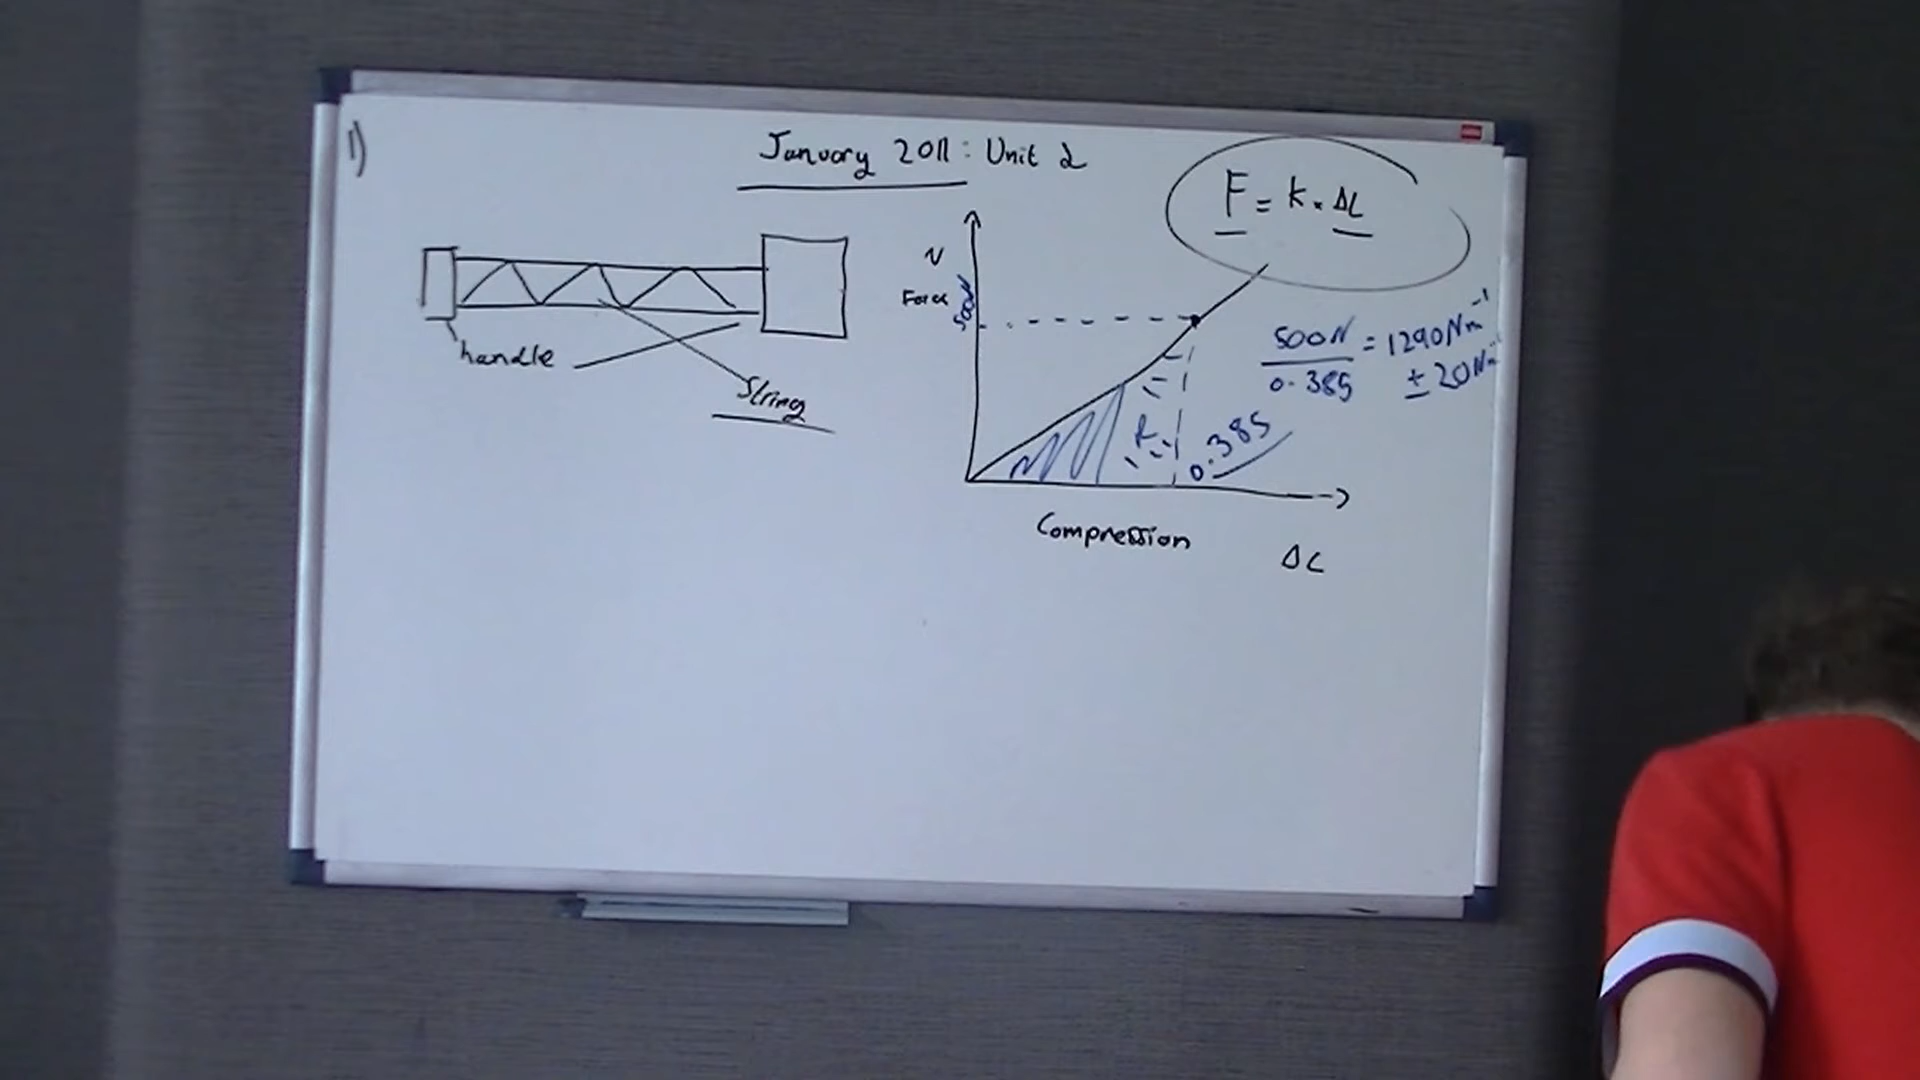 1)
January 2011: Unit 2
F = k × ΔL
N
Force
500N
handle
String
500N / 0.385 = 1290Nm⁻¹
± 20Nm⁻¹
0.385
Compression
ΔL